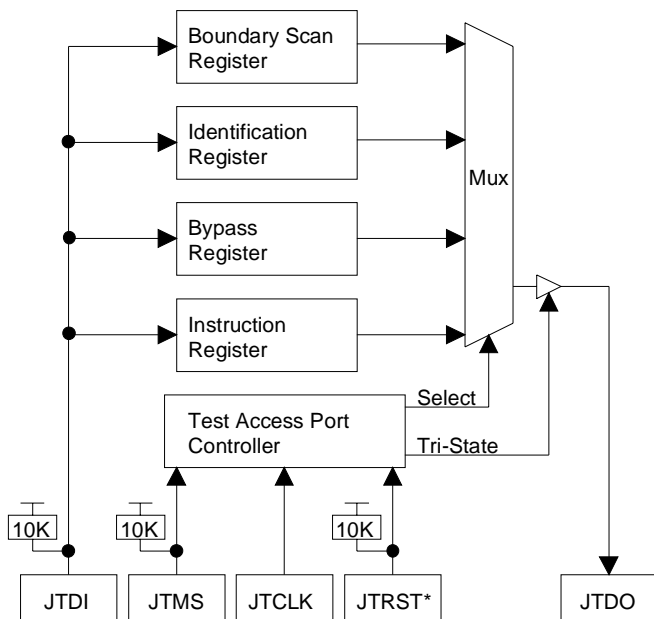 Boundary Scan
Register
Identification
Register
Mux
Bypass
Register
Instruction
Register
Select
Test Access Port
Controller
Tri-State
10K
10K
10K
JTDI
JTMS
JTCLK
JTRST*
JTDO